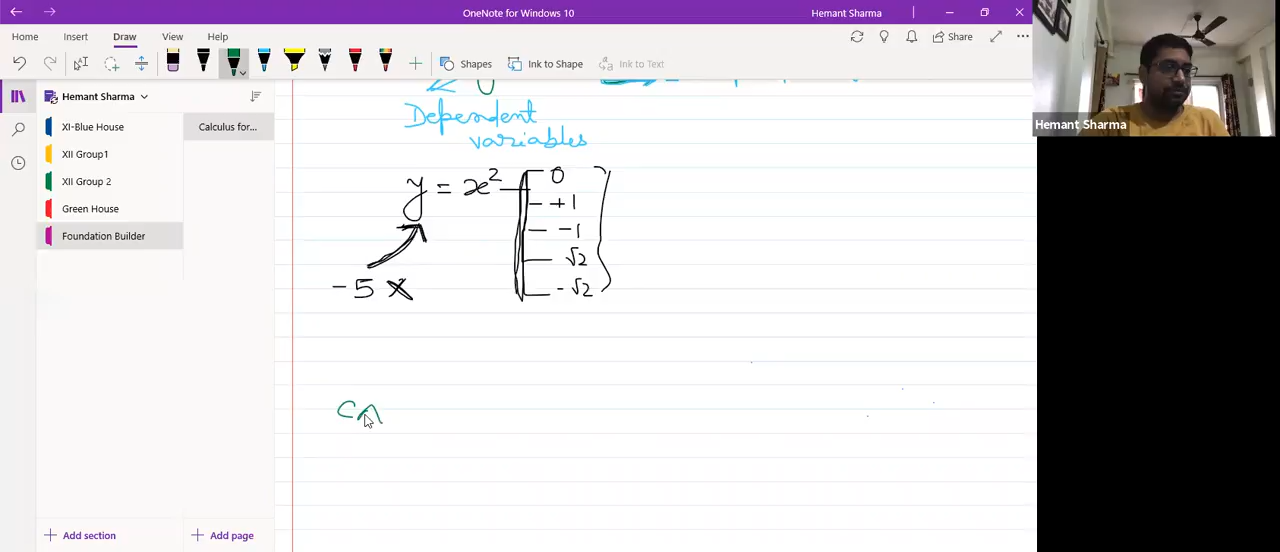 OneNote for Windows 10
Hemant Sharma
Home Insert Draw View Help
Share
Shapes Ink to Shape Ink to Text
Hemant Sharma
XI-Blue House
XII Group1
XII Group 2
Green House
Foundation Builder
Calculus for...
Add section
Add page
Dependent
variables
y = x²
0
+1
-1
√2
-√2
-5 X
CA
Hemant Sharma